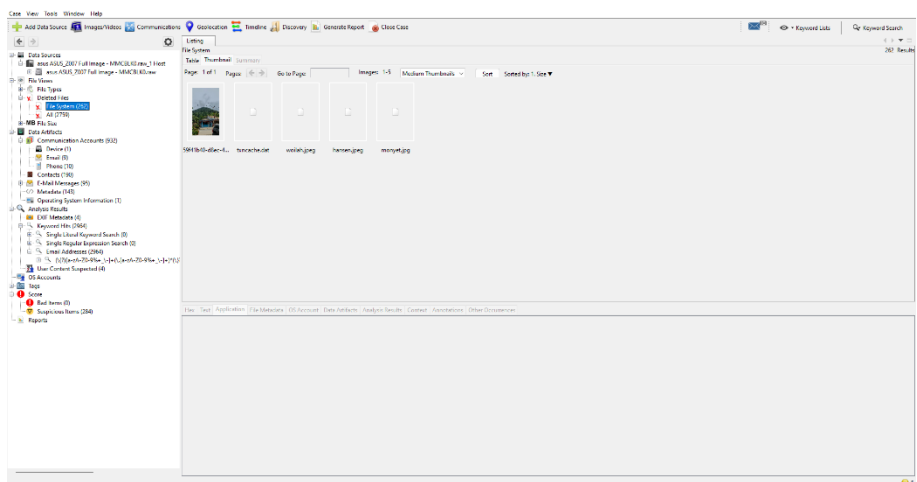 Case View Tools Window Help
Add Data Source Images/Videos Communications Geolocation Timeline Discovery Generate Report Close Case Keyword Lists Keyword Search
Listing
File System 262 Results
Table Thumbnail Summary
Page: 1 of 1 Pages: Go to Page: Images: 1-5 Medium Thumbnails Sort Sorted by: 1. Size
tuncache.dat hansen.jpeg monyet.jpg
Data Sources
asus ASUS_Z007 Full Image - MMCBLK0.raw_1 Host
asus ASUS_Z007 Full Image - MMCBLK0.raw
File Views
File Types
Deleted Files
File System (262)
All (2759)
MB File Size
Data Artifacts
Communication Accounts (932)
Device (1)
Email (9)
Phone (10)
Contacts (190)
E-Mail Messages (95)
Metadata (143)
Operating System Information (1)
Analysis Results
EXIF Metadata (4)
Keyword Hits (2964)
Single Literal Keyword Search (0)
Single Regular Expression Search (0)
Email Addresses (2964)
User Content Suspected (4)
OS Accounts
Tags
Score
Bad Items (0)
Suspicious Items (284)
Reports
Hex Text Application File Metadata OS Account Data Artifacts Analysis Results Context Annotations Other Occurrences